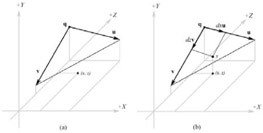 +Y
+Z
q
u
v
(x, z)
+X
(a)
+Y
+Z
q
du
u
dv
v
(x, z)
+X
(b)